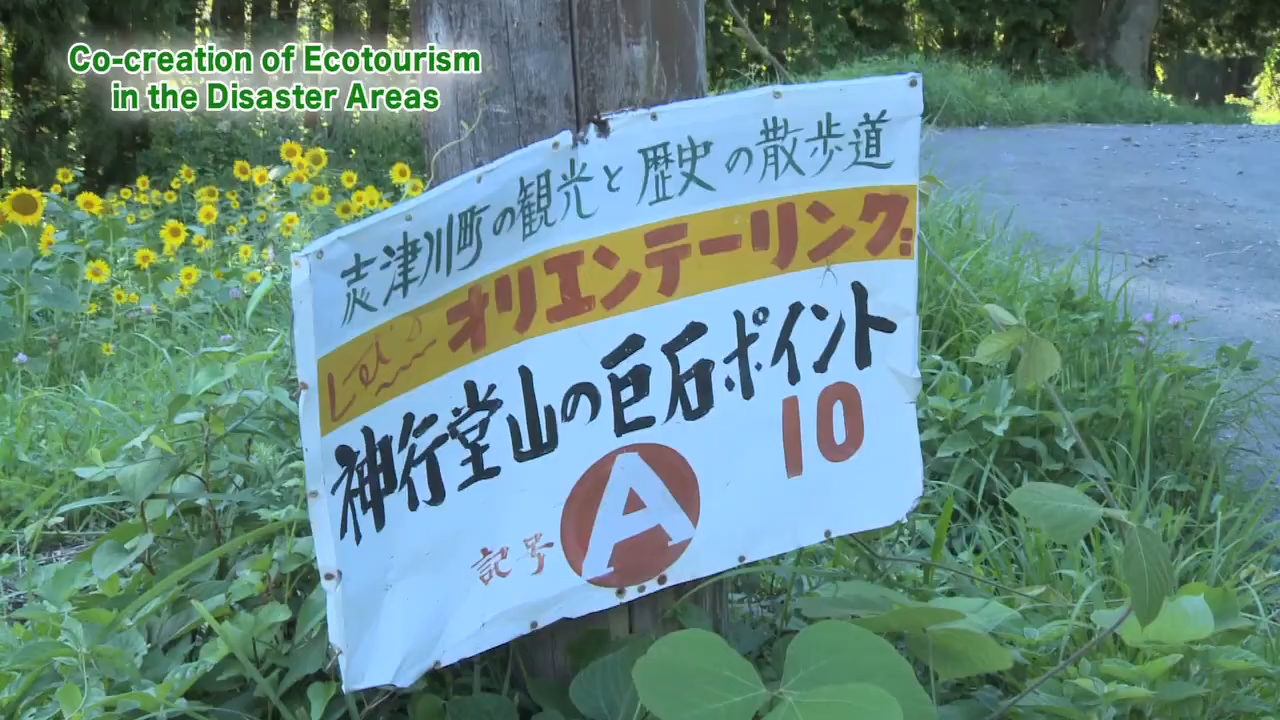 Co-creation of Ecotourism
in the Disaster Areas
志津川町の観光と歴史の散歩道
オリエンテーリング
神行堂山の巨石ポイント
10
記号 A